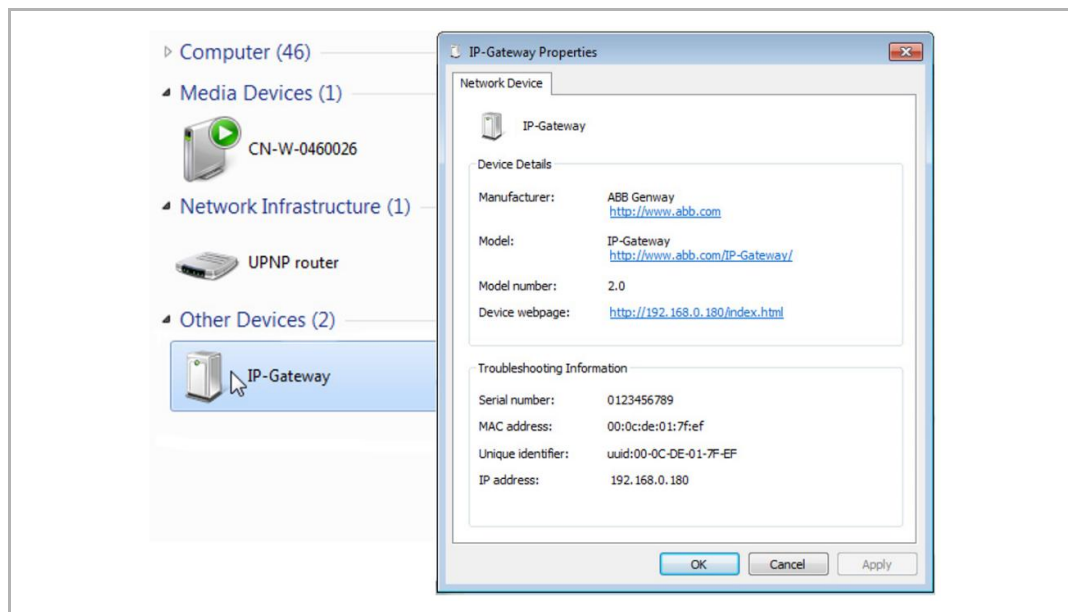 Computer (46)
Media Devices (1)
CN-W-0460026
Network Infrastructure (1)
UPNP router
Other Devices (2)
IP-Gateway
IP-Gateway Properties
Network Device
IP-Gateway
Device Details
Manufacturer: ABB Genway
http://www.abb.com
Model: IP-Gateway
http://www.abb.com/IP-Gateway/
Model number: 2.0
Device webpage: http://192.168.0.180/index.html
Troubleshooting Information
Serial number: 0123456789
MAC address: 00:0c:de:01:7f:ef
Unique identifier: uuid:00-0C-DE-01-7F-EF
IP address: 192.168.0.180
OK Cancel Apply